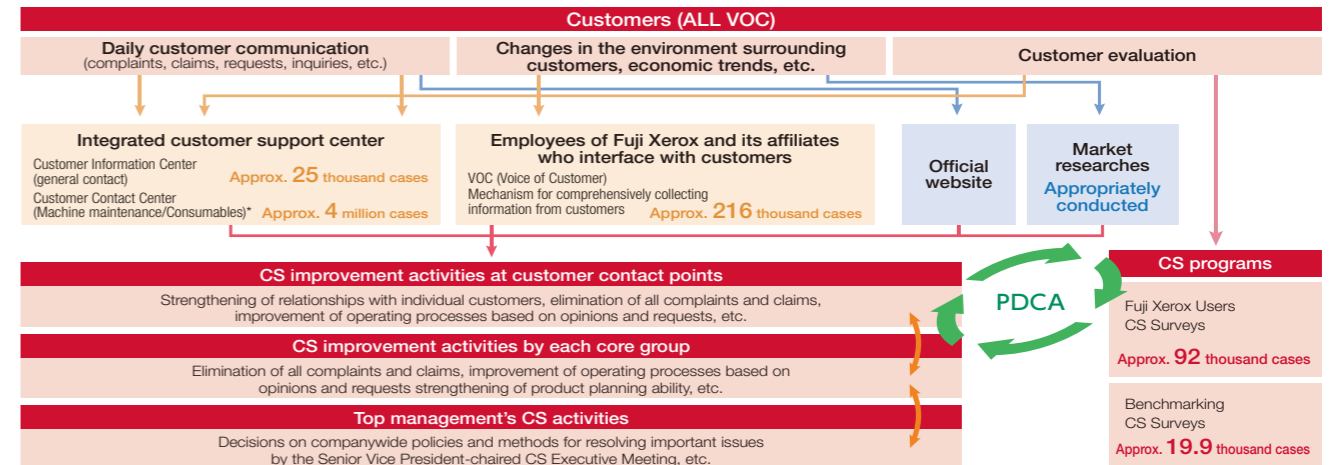 Customers (ALL VOC)
Daily customer communication
(complaints, claims, requests, inquiries, etc.)
Changes in the environment surrounding
customers, economic trends, etc.
Customer evaluation
Integrated customer support center
Customer Information Center
(general contact)
Approx. 25 thousand cases
Customer Contact Center
(Machine maintenance/Consumables)*
Approx. 4 million cases
Employees of Fuji Xerox and its affiliates
who interface with customers
VOC (Voice of Customer)
Mechanism for comprehensively collecting
information from customers
Approx. 216 thousand cases
Official
website
Market
researches
Appropriately
conducted
CS improvement activities at customer contact points
Strengthening of relationships with individual customers, elimination of all complaints and claims,
improvement of operating processes based on opinions and requests, etc.
CS improvement activities by each core group
Elimination of all complaints and claims, improvement of operating processes based on
opinions and requests strengthening of product planning ability, etc.
Top management's CS activities
Decisions on companywide policies and methods for resolving important issues
by the Senior Vice President-chaired CS Executive Meeting, etc.
PDCA
CS programs
Fuji Xerox Users
CS Surveys
Approx. 92 thousand cases
Benchmarking
CS Surveys
Approx. 19.9 thousand cases